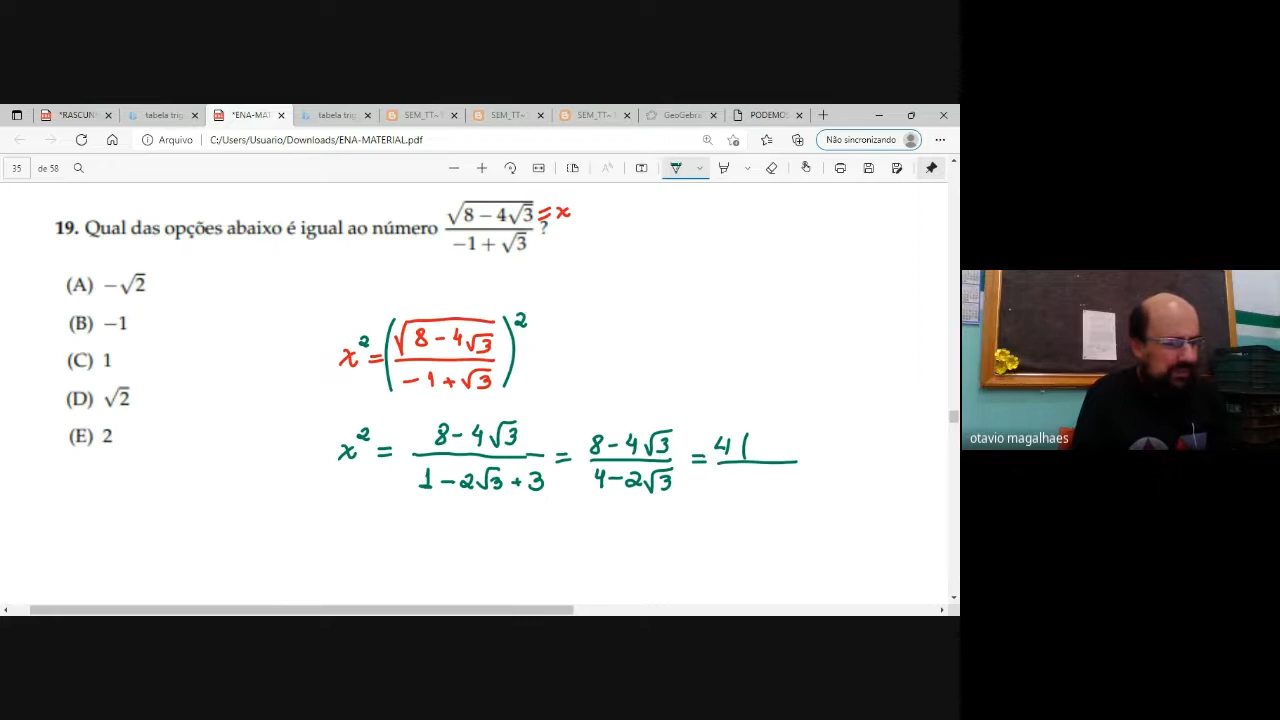 *RASCUN
tabela trig
*ENA-MAT
tabela trig
SEM_TT~
SEM_TT~
SEM_TT~
GeoGebra
PODEMOS
Arquivo C:/Users/Usuario/Downloads/ENA-MATERIAL.pdf
Não sincronizando
35 de 58
19. Qual das opções abaixo é igual ao número √(8 − 4√3) / (−1 + √3) ? = x
(A) −√2
(B) −1
(C) 1
(D) √2
(E) 2
x² = (√(8 − 4√3) / (−1 + √3))²
x² = (8 − 4√3) / (1 − 2√3 + 3) = (8 − 4√3) / (4 − 2√3) = 4(
otavio magalhaes